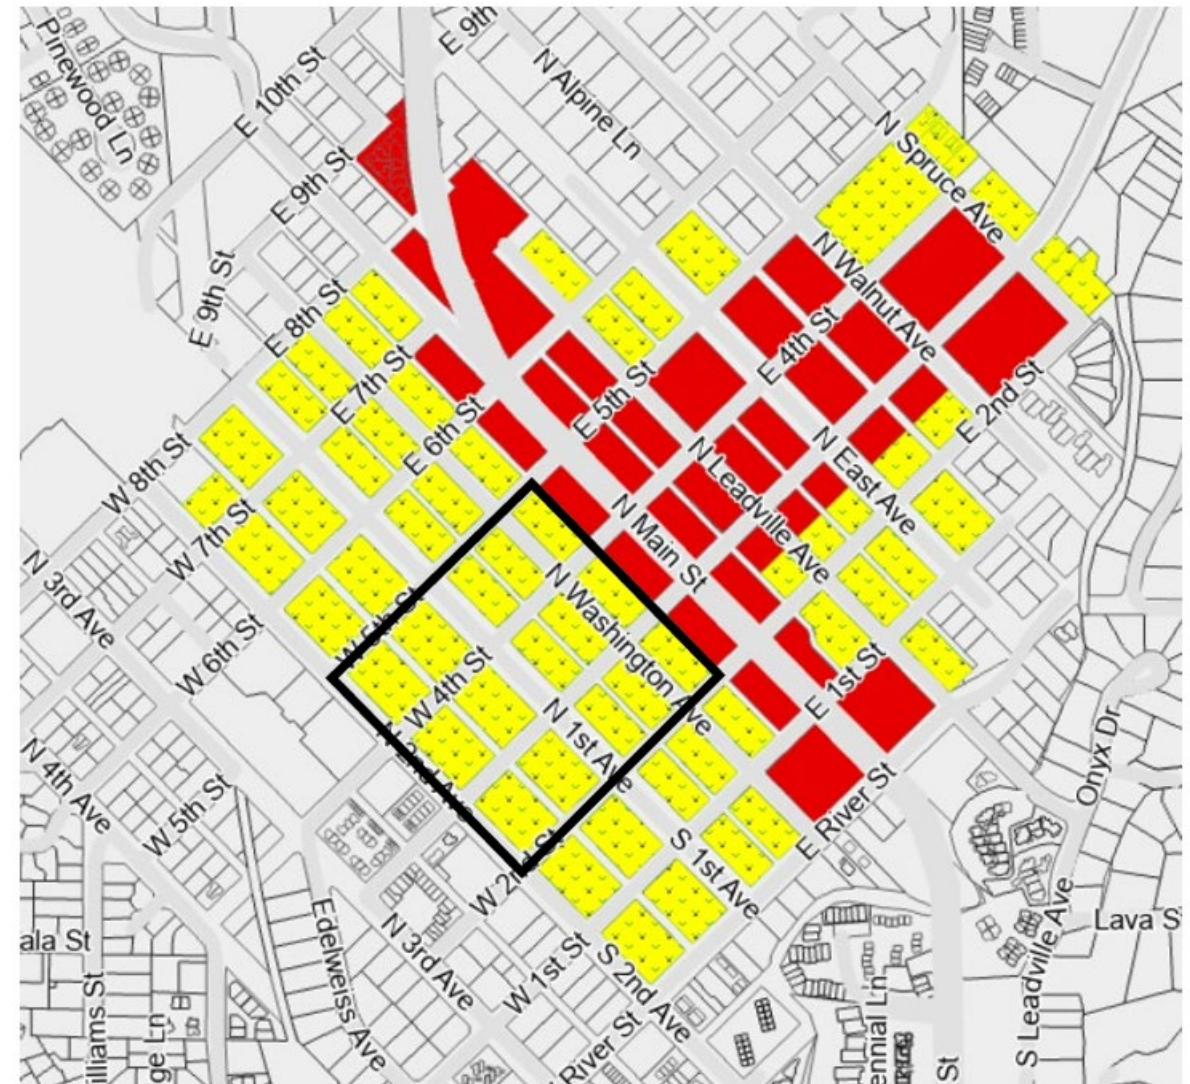 Pinewood Ln
E 10th St
E 9th
N Alpine Ln
E 9th St
N Spruce Ave
E 9th St
E 8th St
N Walnut Ave
E 7th St
E 4th St
E 5th St
E 2nd St
E 6th St
W 8th St
N Leadville Ave
N East Ave
W 7th St
N Main St
N 3rd Ave
W 5th St
N Washington Ave
W 6th St
W 4th St
E 1st St
N 2nd Ave
N 1st Ave
Onyx Dr
N 4th Ave
W 5th St
E River St
S 1st Ave
W 2nd St
Edelweiss Ave
N 3rd Ave
W 1st St
S 2nd Ave
S Leadville Ave
Lava S
ala St
illiams St
ge Ln
River St
ennial Ln
St